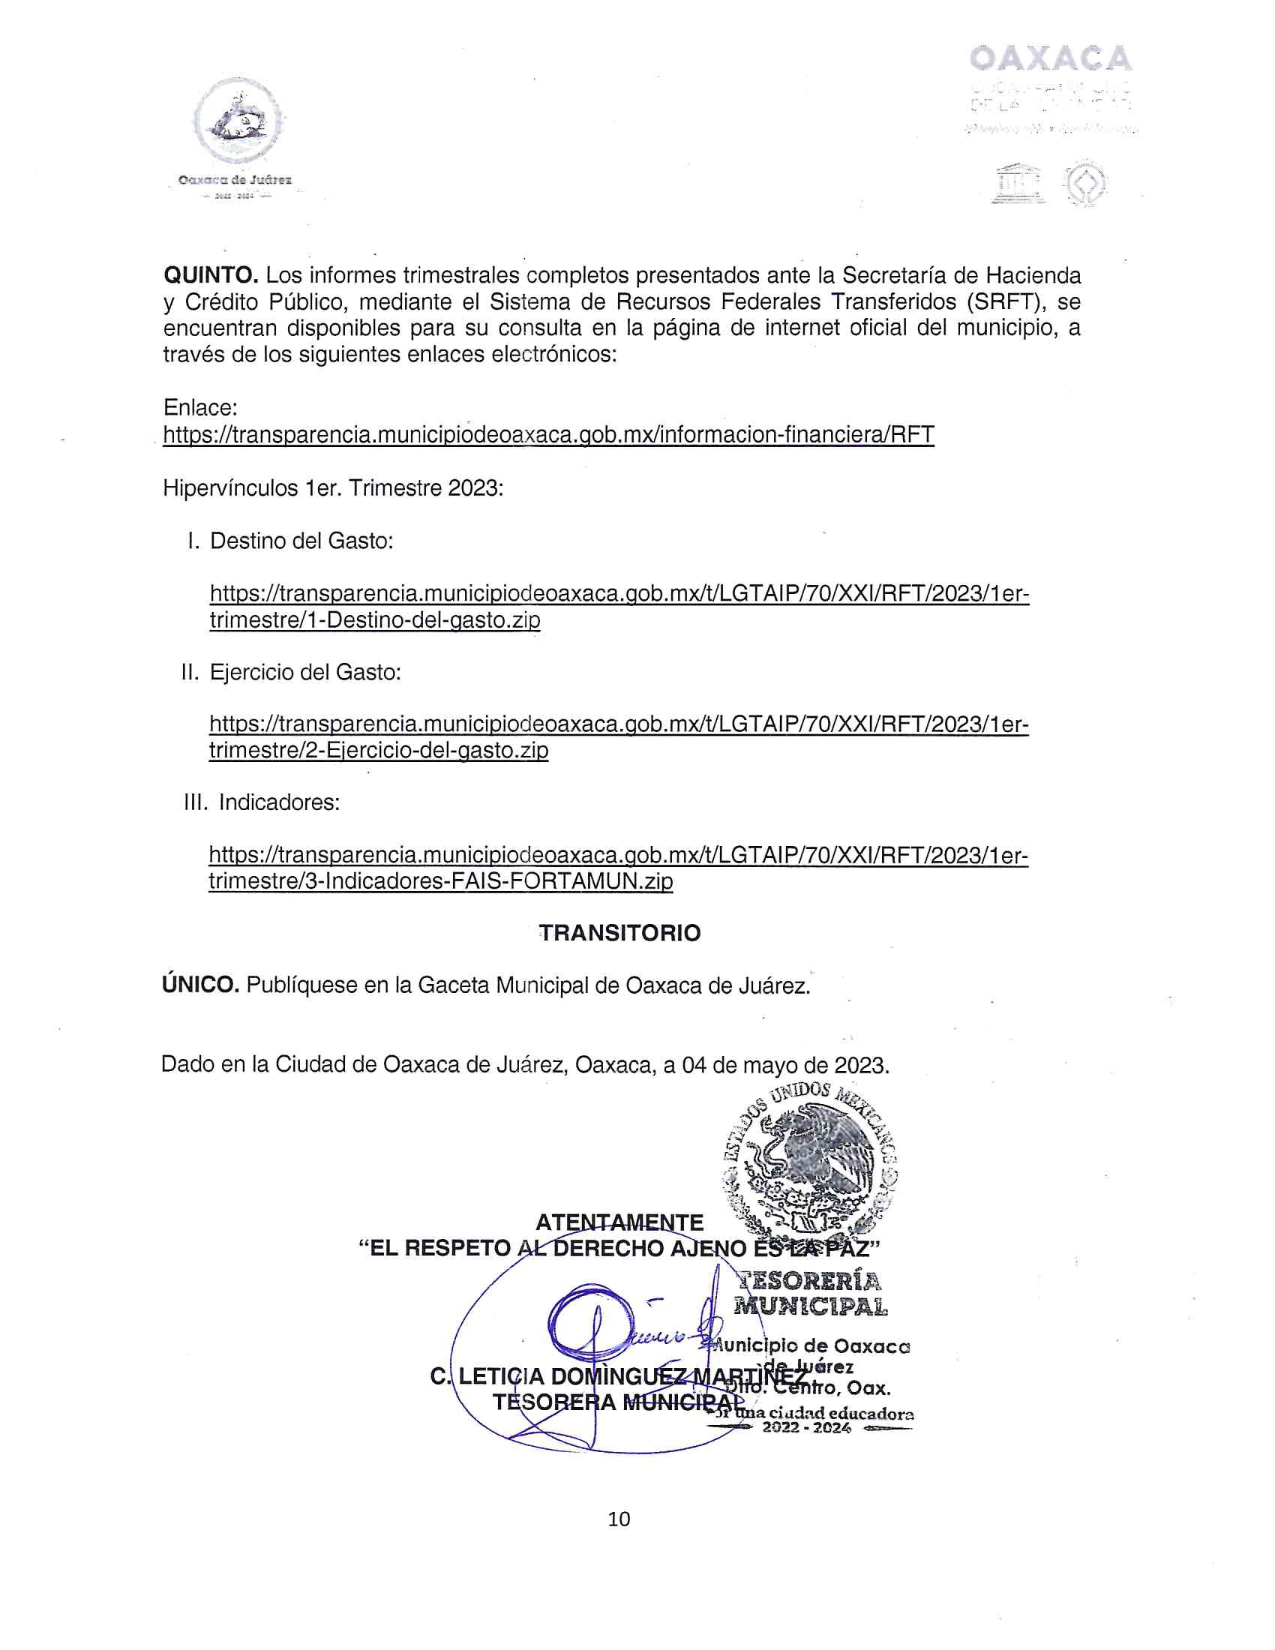 OAXACA
Oaxaca de Juárez
2022 2024
QUINTO. Los informes trimestrales completos presentados ante la Secretaría de Hacienda
y Crédito Público, mediante el Sistema de Recursos Federales Transferidos (SRFT), se
encuentran disponibles para su consulta en la página de internet oficial del municipio, a
través de los siguientes enlaces electrónicos:
Enlace:
https://transparencia.municipiodeoaxaca.gob.mx/informacion-financiera/RFT
Hipervínculos 1er. Trimestre 2023:
I. Destino del Gasto:
https://transparencia.municipiodeoaxaca.gob.mx/t/LGTAIP/70/XXI/RFT/2023/1er-
trimestre/1-Destino-del-gasto.zip
II. Ejercicio del Gasto:
https://transparencia.municipiodeoaxaca.gob.mx/t/LGTAIP/70/XXI/RFT/2023/1er-
trimestre/2-Ejercicio-del-gasto.zip
III. Indicadores:
https://transparencia.municipiodeoaxaca.gob.mx/t/LGTAIP/70/XXI/RFT/2023/1er-
trimestre/3-Indicadores-FAIS-FORTAMUN.zip
TRANSITORIO
ÚNICO. Publíquese en la Gaceta Municipal de Oaxaca de Juárez.
Dado en la Ciudad de Oaxaca de Juárez, Oaxaca, a 04 de mayo de 2023.
ESTADOS UNIDOS MEXICANOS
ATENTAMENTE
“EL RESPETO AL DERECHO AJENO ES LA PAZ”
TESORERÍA
MUNICIPAL
Municipio de Oaxaca
de Juárez
C. LETICIA DOMÌNGUEZ MARTÌNEZ
Dtto. Centro, Oax.
TESORERA MUNICIPAL
una ciudad educadora
2022 - 2024
10